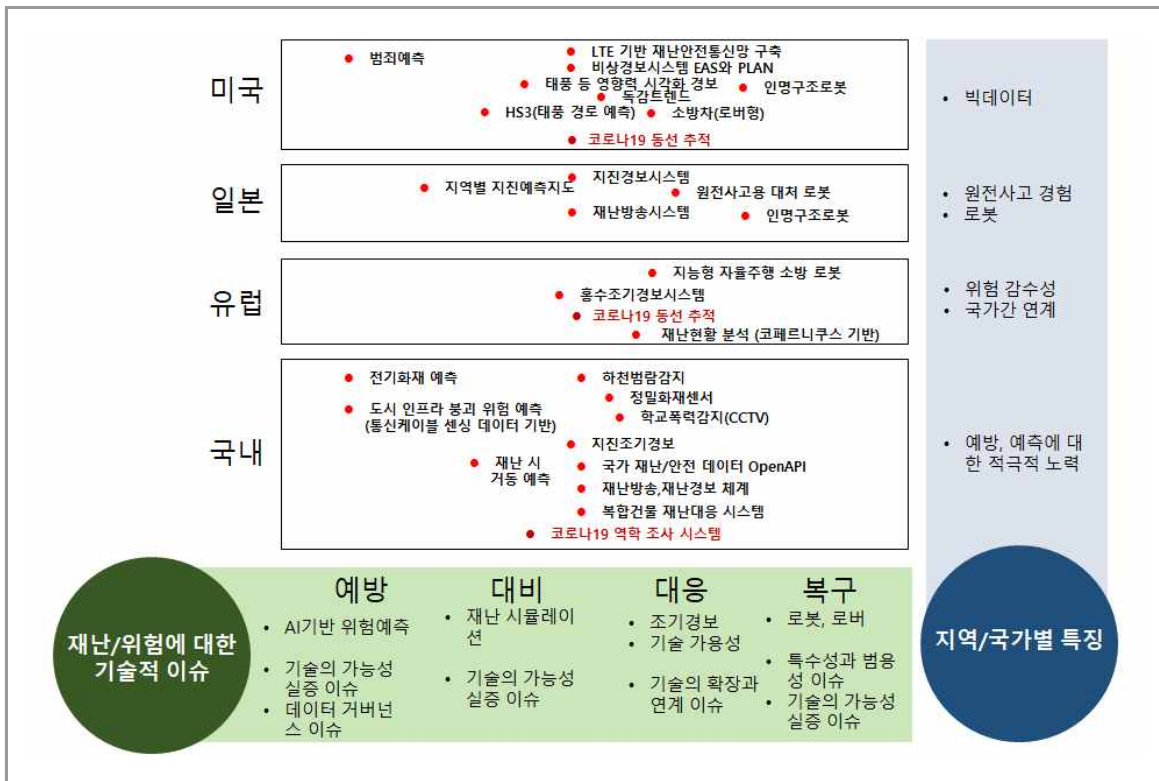 미국
범죄예측
LTE 기반 재난안전통신망 구축
비상경보시스템 EAS와 PLAN
태풍 등 영향력 시각화 경보
인명구조로봇
독감트렌드
HS3(태풍 경로 예측)
소방차(로버형)
코로나19 동선 추적
• 빅데이터
일본
지역별 지진예측지도
지진경보시스템
원전사고용 대처 로봇
재난방송시스템
인명구조로봇
• 원전사고 경험
• 로봇
유럽
지능형 자율주행 소방 로봇
홍수조기경보시스템
코로나19 동선 추적
재난현황 분석 (코페르니쿠스 기반)
• 위험 감수성
• 국가간 연계
국내
전기화재 예측
하천범람감지
정밀화재센서
도시 인프라 붕괴 위험 예측
(통신케이블 센싱 데이터 기반)
학교폭력감지(CCTV)
지진조기경보
재난 시
거동 예측
국가 재난/안전 데이터 OpenAPI
재난방송,재난경보 체계
복합건물 재난대응 시스템
코로나19 역학 조사 시스템
• 예방, 예측에 대
한 적극적 노력
재난/위험에 대한
기술적 이슈
예방
• AI기반 위험예측
• 기술의 가능성
실증 이슈
• 데이터 거버넌
스 이슈
대비
• 재난 시뮬레이
션
• 기술의 가능성
실증 이슈
대응
• 조기경보
• 기술 가용성
• 기술의 확장과
연계 이슈
복구
• 로봇, 로버
• 특수성과 범용
성 이슈
• 기술의 가능성
실증 이슈
지역/국가별 특징